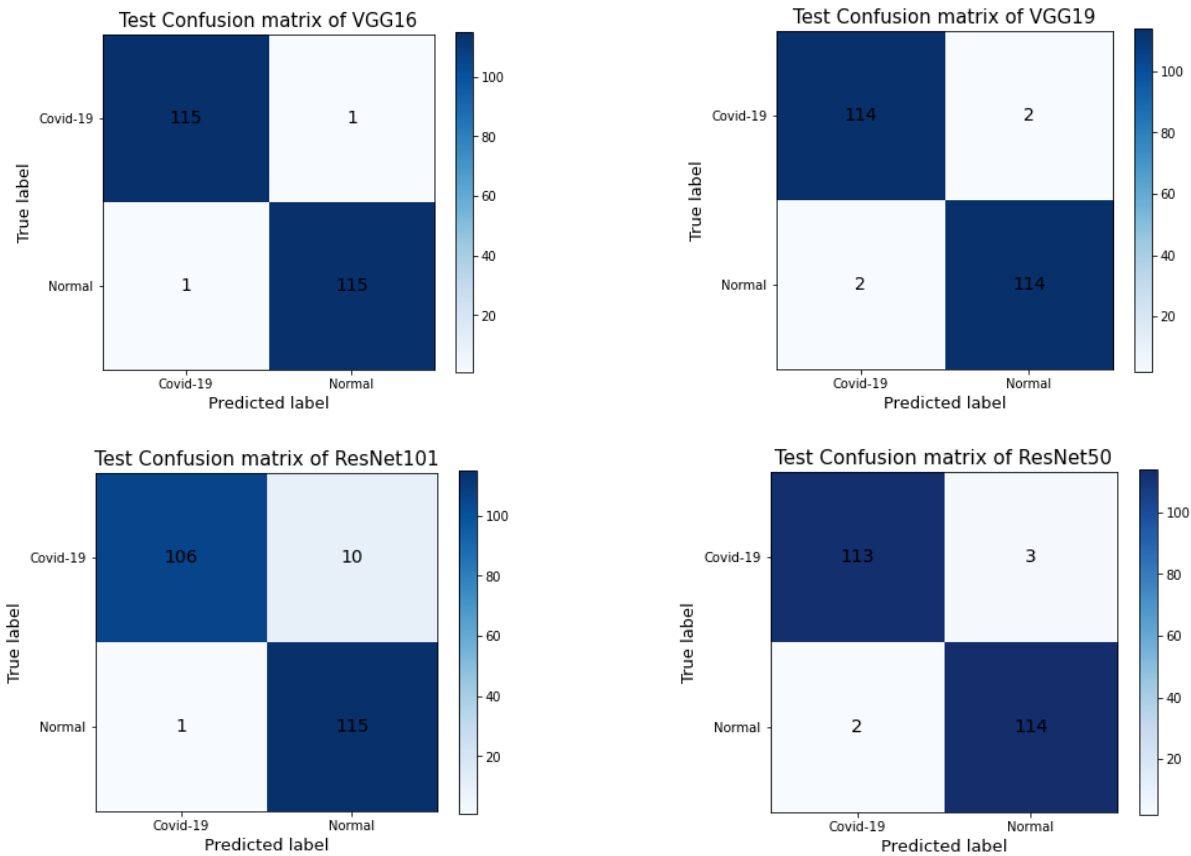 Test Confusion matrix of VGG16
Covid-19
Normal
True label
115
1
1
115
Covid-19
Normal
Predicted label
100
80
60
40
20
Test Confusion matrix of VGG19
Covid-19
Normal
True label
114
2
2
114
Covid-19
Normal
Predicted label
100
80
60
40
20
Test Confusion matrix of ResNet101
Covid-19
Normal
True label
106
10
1
115
Covid-19
Normal
Predicted label
100
80
60
40
20
Test Confusion matrix of ResNet50
Covid-19
Normal
True label
113
3
2
114
Covid-19
Normal
Predicted label
100
80
60
40
20